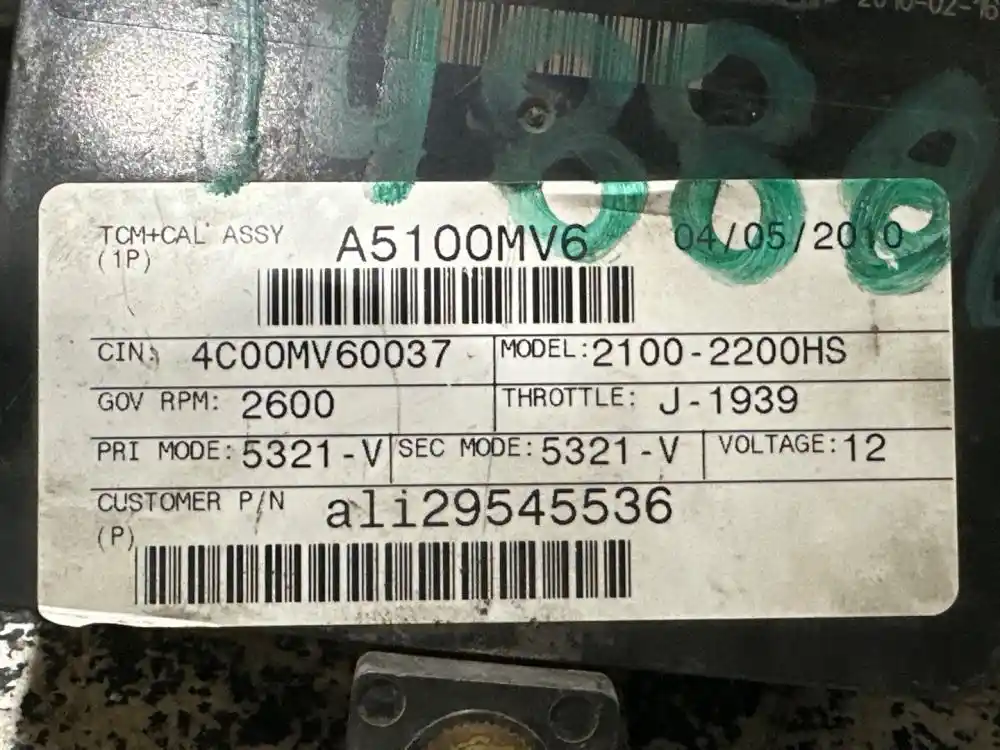 TCM+CAL ASSY A5100MV6 04/05/2010
(1P)
CIN: 4C00MV60037 MODEL:2100-2200HS
GOV RPM: 2600 THROTTLE: J-1939
PRI MODE:5321-V SEC MODE:5321-V VOLTAGE:12
CUSTOMER P/N ali29545536
(P)